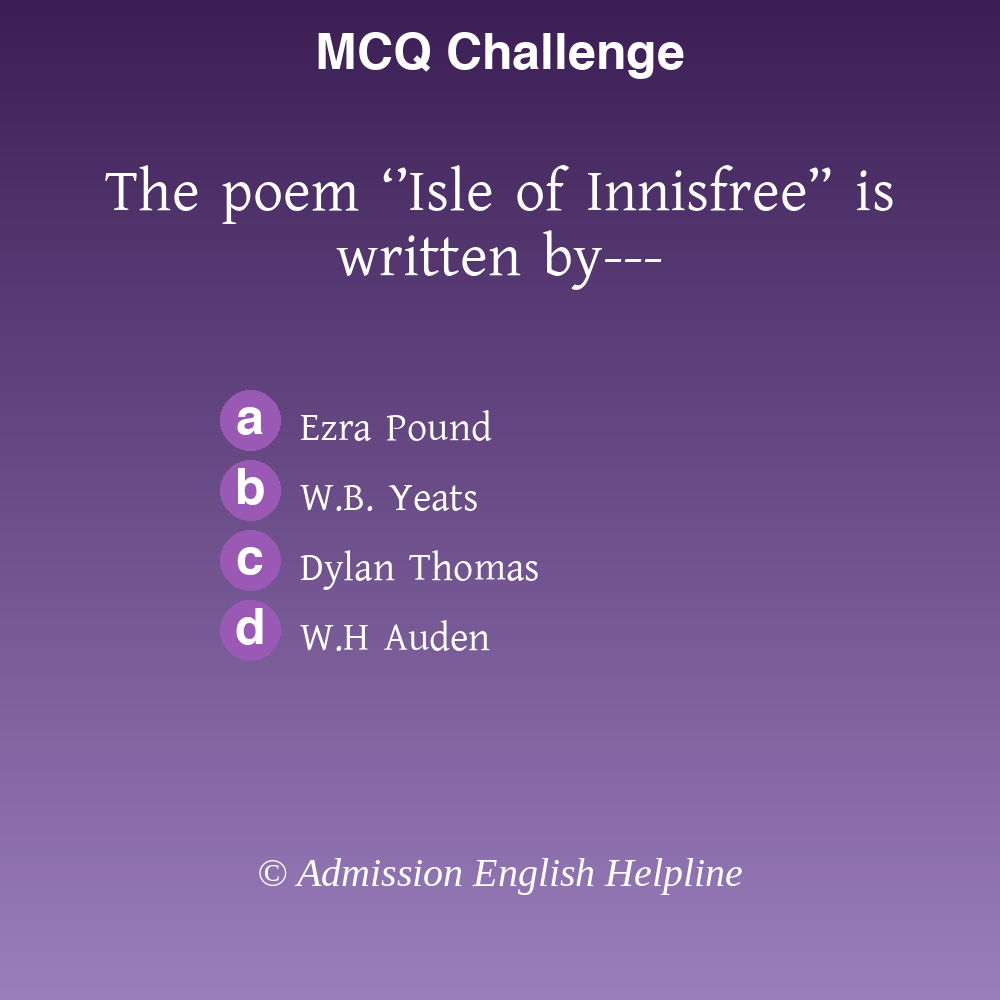 MCQ Challenge
The poem ‘’Isle of Innisfree’’ is
written by---
a Ezra Pound
b W.B. Yeats
c Dylan Thomas
d W.H Auden
© Admission English Helpline